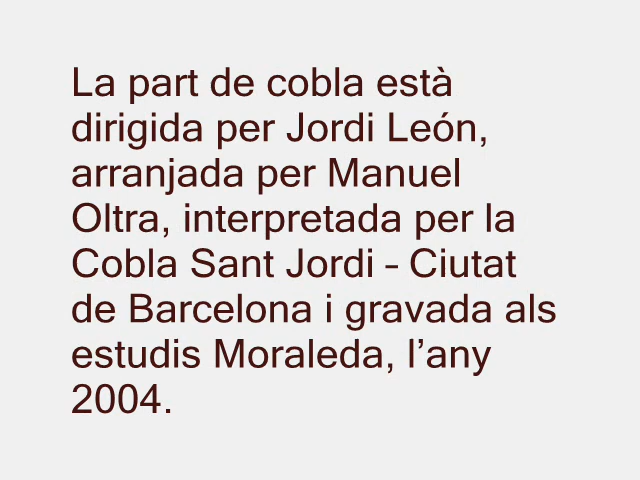 La part de cobla està
dirigida per Jordi León,
arranjada per Manuel
Oltra, interpretada per la
Cobla Sant Jordi – Ciutat
de Barcelona i gravada als
estudis Moraleda, l’any
2004.